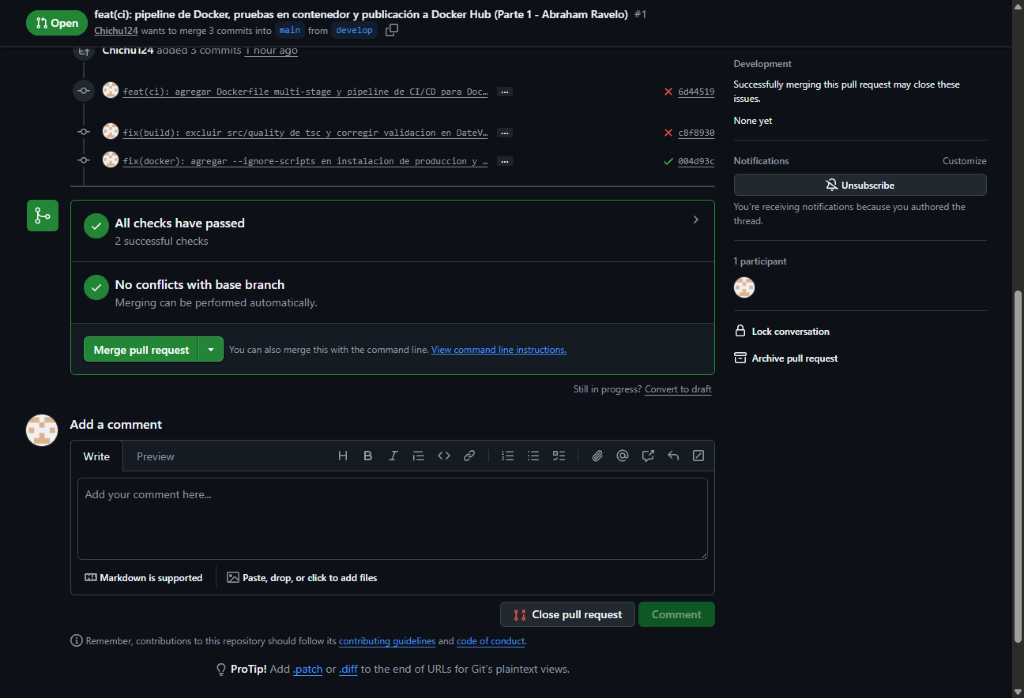 Open
feat(ci): pipeline de Docker, pruebas en contenedor y publicación a Docker Hub (Parte 1 - Abraham Ravelo) #1
Chichu124 wants to merge 3 commits into main from develop
Chichu124 added 3 commits 1 hour ago
feat(ci): agregar Dockerfile multi-stage y pipeline de CI/CD para Doc… ... 6d44519
fix(build): excluir src/quality de tsc y corregir validacion en DateV… ... c8f8930
fix(docker): agregar --ignore-scripts en instalacion de produccion y … ... 004d93c
All checks have passed
2 successful checks
No conflicts with base branch
Merging can be performed automatically.
Merge pull request
You can also merge this with the command line. View command line instructions.
Still in progress? Convert to draft
Add a comment
Write
Preview
Add your comment here...
Markdown is supported
Paste, drop, or click to add files
Close pull request
Comment
Remember, contributions to this repository should follow its contributing guidelines and code of conduct.
ProTip! Add .patch or .diff to the end of URLs for Git's plaintext views.
Development
Successfully merging this pull request may close these
issues.
None yet
Notifications
Customize
Unsubscribe
You're receiving notifications because you authored the
thread.
1 participant
Lock conversation
Archive pull request